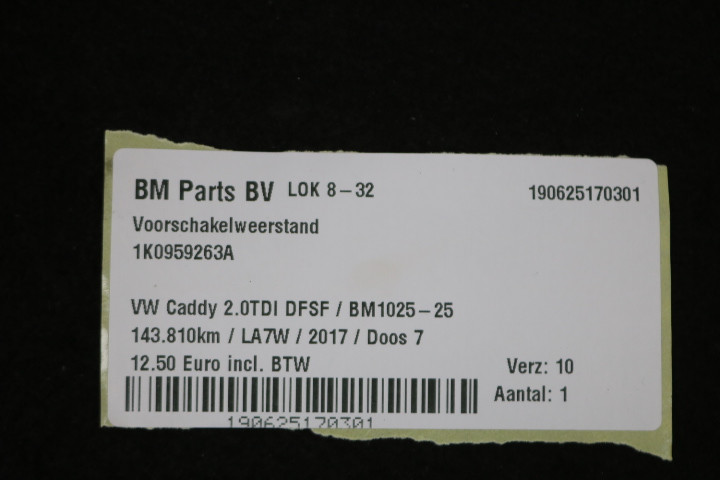 BM Parts BV LOK 8-32 190625170301
Voorschakelweerstand
1K0959263A
VW Caddy 2.0TDI DFSF / BM1025-25
143.810km / LA7W / 2017 / Doos 7
12.50 Euro incl. BTW Verz: 10
Aantal: 1
190625170301